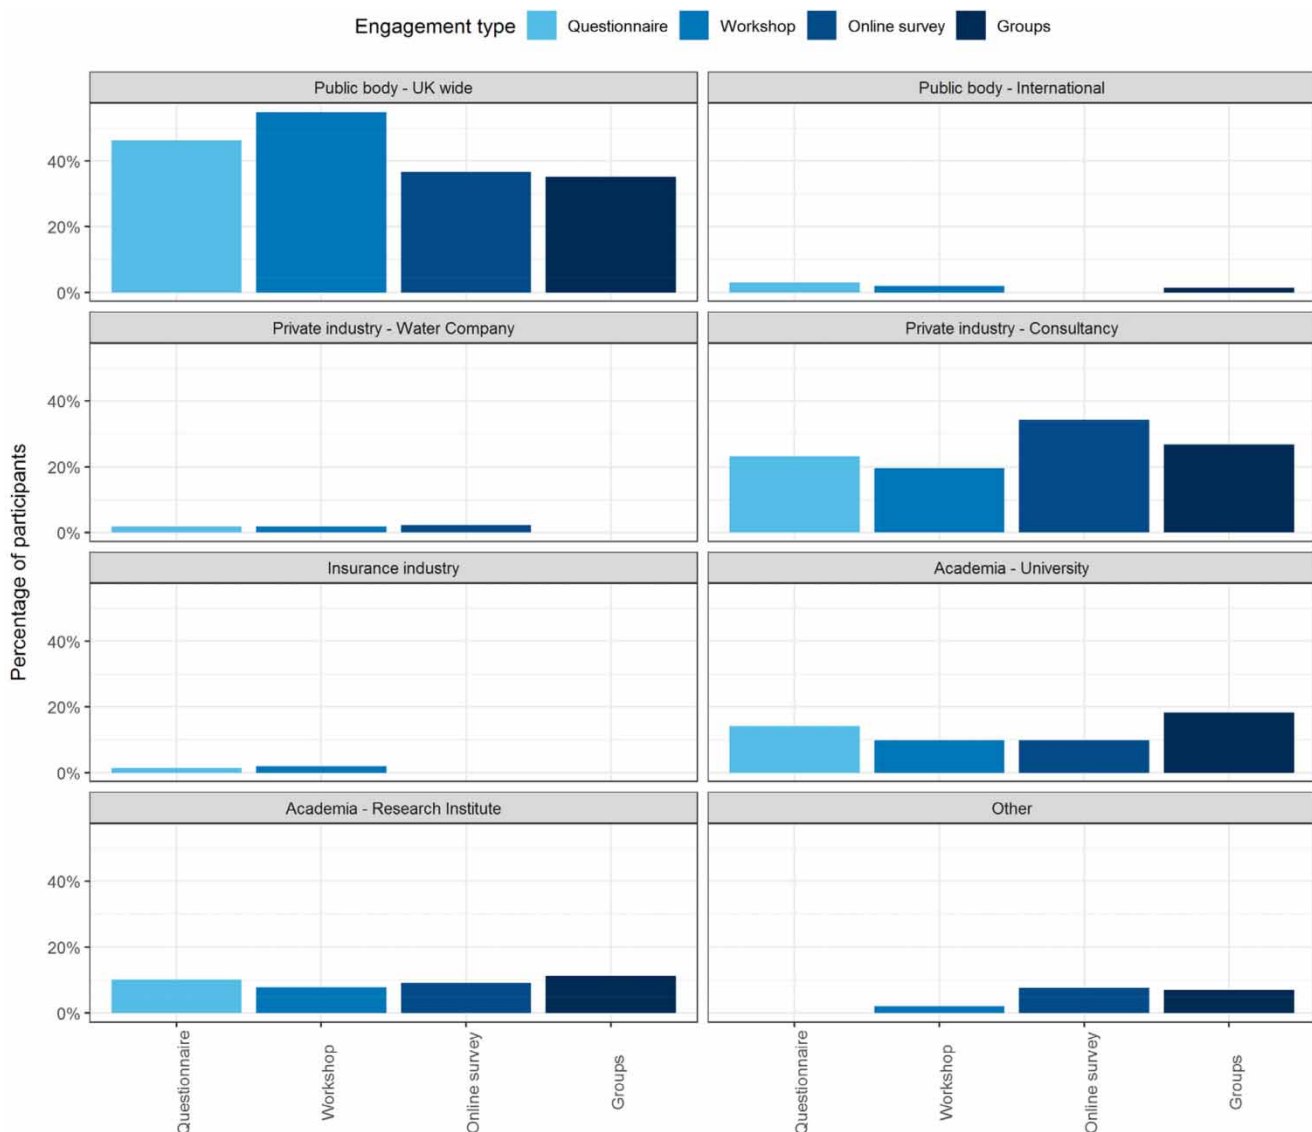 Engagement type Questionnaire Workshop Online survey Groups
Public body - UK wide
Public body - International
40%
20%
0%
Private industry - Water Company
Private industry - Consultancy
40%
20%
0%
Percentage of participants
Insurance industry
Academia - University
40%
20%
0%
Academia - Research Institute
Other
40%
20%
0%
Questionnaire
Workshop
Online survey
Groups
Questionnaire
Workshop
Online survey
Groups